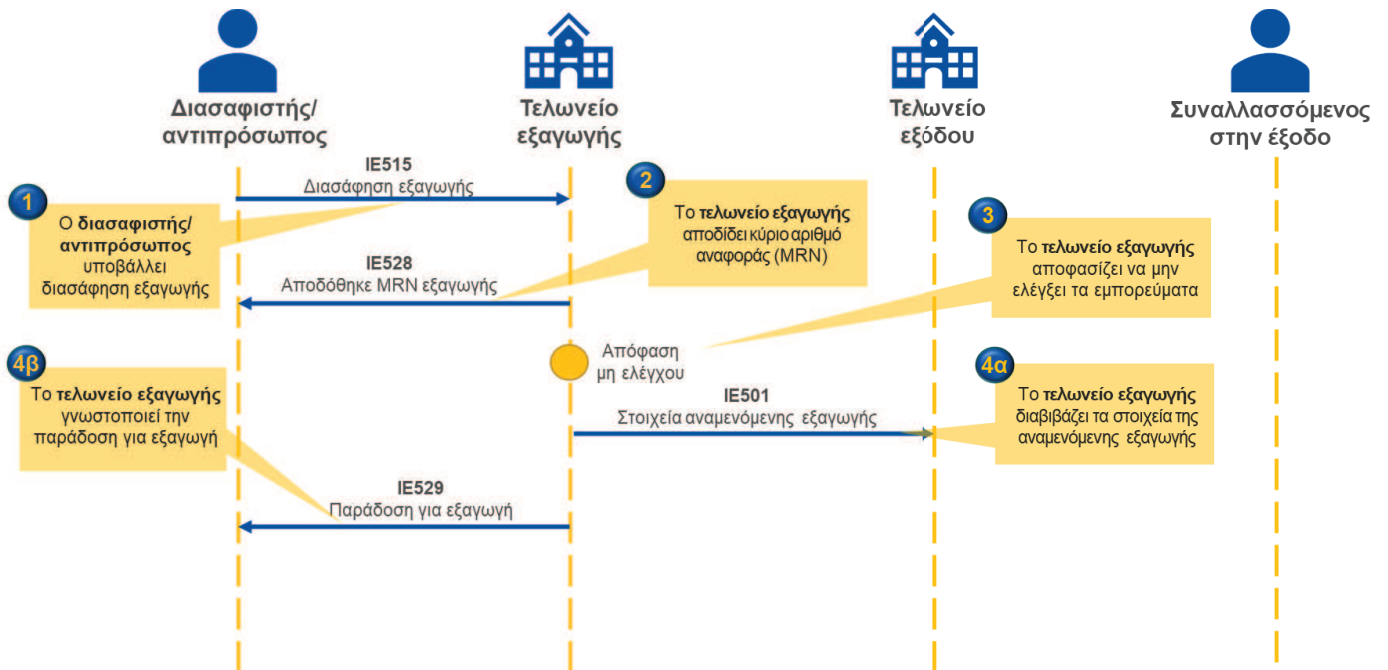 Διασαφιστής/
αντιπρόσωπος
Τελωνείο
εξαγωγής
Τελωνείο
εξόδου
Συναλλασσόμενος
στην έξοδο
IE515
Διασάφηση εξαγωγής
1
Ο διασαφιστής/
αντιπρόσωπος
υποβάλλει
διασάφηση εξαγωγής
2
Το τελωνείο εξαγωγής
αποδίδει κύριο αριθμό
αναφοράς (MRN)
3
Το τελωνείο εξαγωγής
αποφασίζει να μην
ελέγξει τα εμπορεύματα
IE528
Αποδόθηκε MRN εξαγωγής
Απόφαση
μη ελέγχου
4β
Το τελωνείο εξαγωγής
γνωστοποιεί την
παράδοση για εξαγωγή
IE501
Στοιχεία αναμενόμενης εξαγωγής
4α
Το τελωνείο εξαγωγής
διαβιβάζει τα στοιχεία της
αναμενόμενης εξαγωγής
IE529
Παράδοση για εξαγωγή